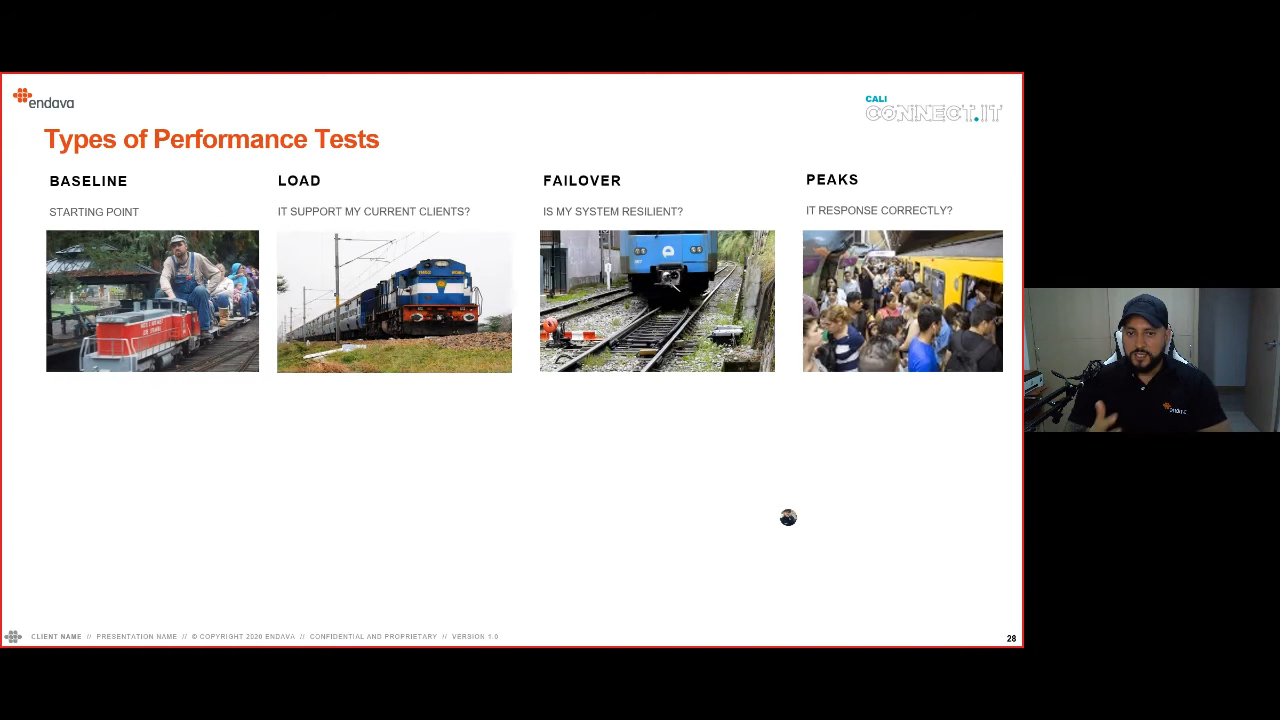 endava
CALI
CONNECT.IT
Types of Performance Tests
BASELINE
STARTING POINT
LOAD
IT SUPPORT MY CURRENT CLIENTS?
FAILOVER
IS MY SYSTEM RESILIENT?
PEAKS
IT RESPONSE CORRECTLY?
CLIENT NAME // PRESENTATION NAME // © COPYRIGHT 2020 ENDAVA // CONFIDENTIAL AND PROPRIETARY // VERSION 1.0
28